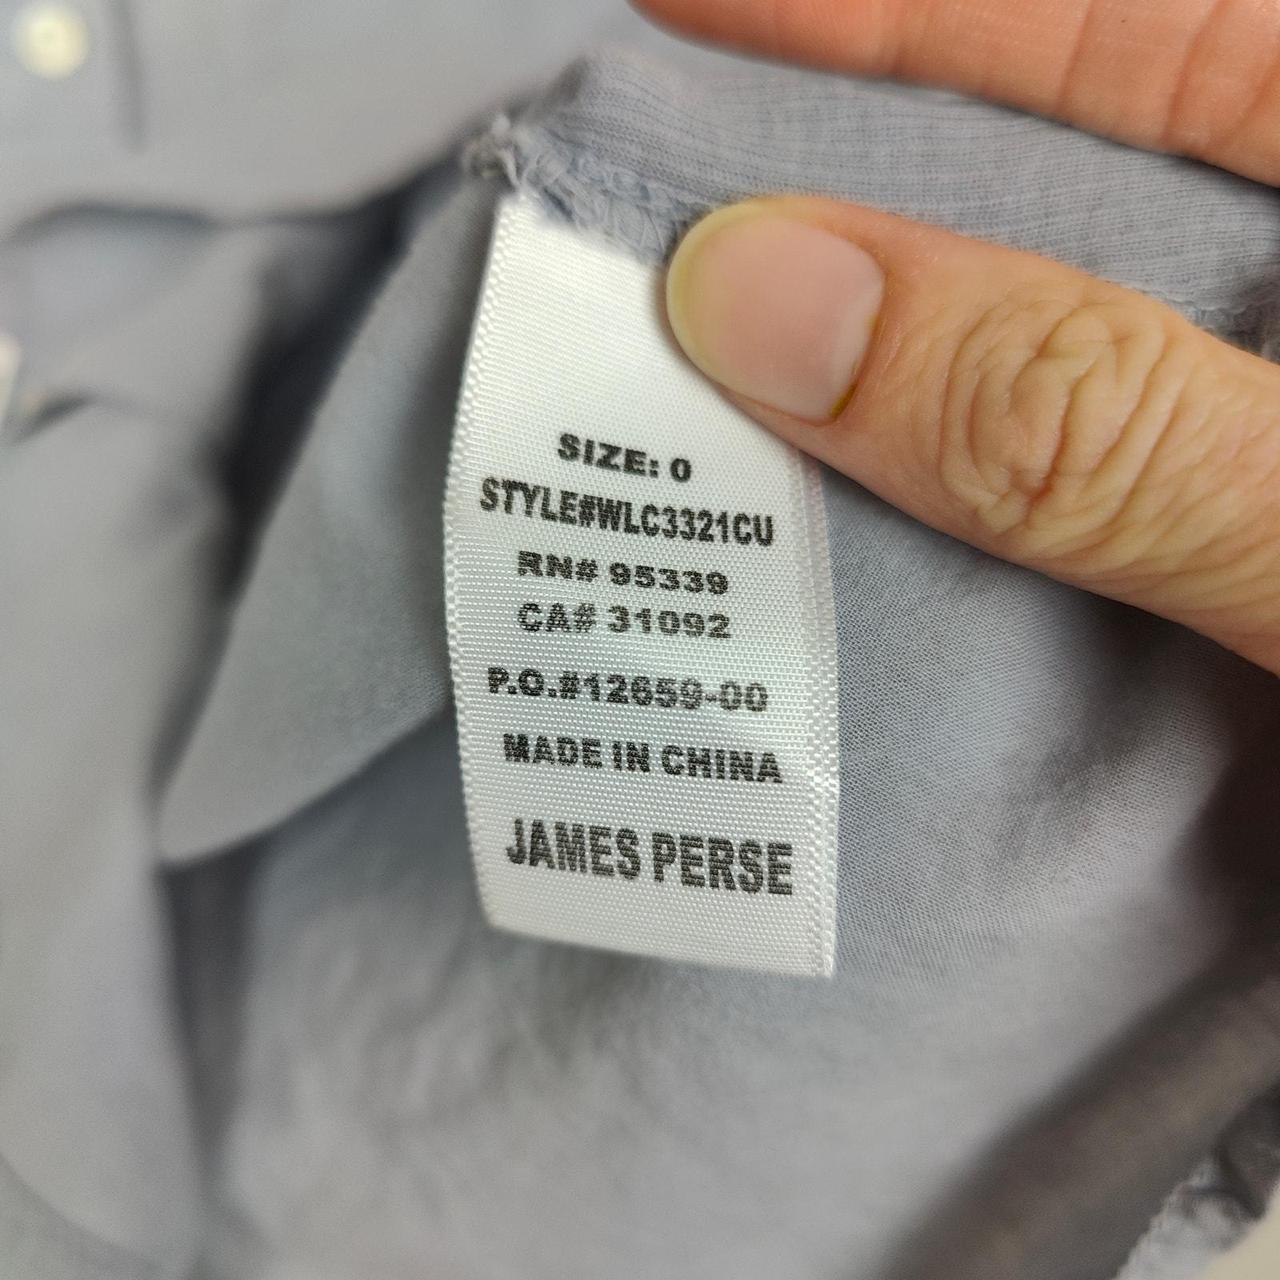 SIZE: 0
STYLE#WLC3321CU
RN# 95339
CA# 31092
P.O.#12659-00
MADE IN CHINA
JAMES PERSE